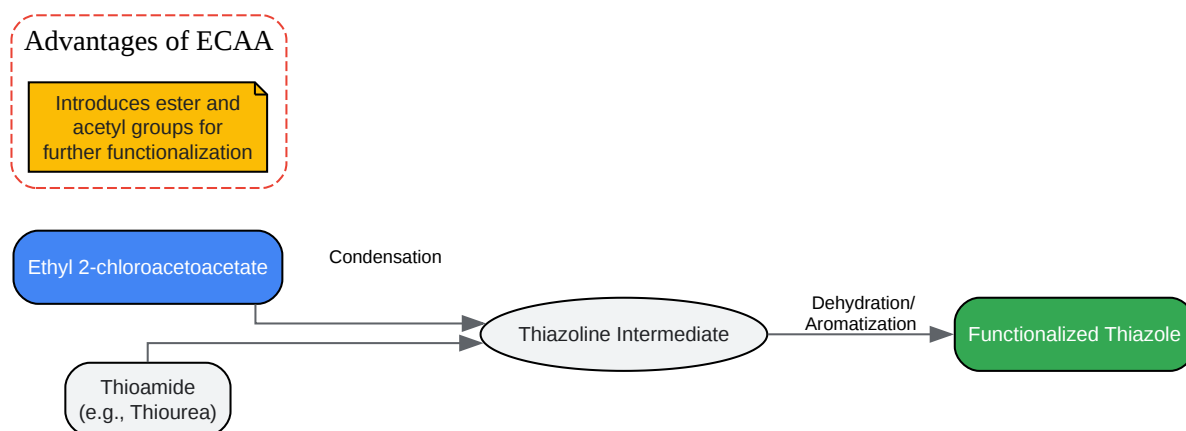 Advantages of ECAA
Introduces ester and
acetyl groups for
further functionalization
Ethyl 2-chloroacetoacetate
Condensation
Thioamide
(e.g., Thiourea)
Thiazoline Intermediate
Dehydration/
Aromatization
Functionalized Thiazole